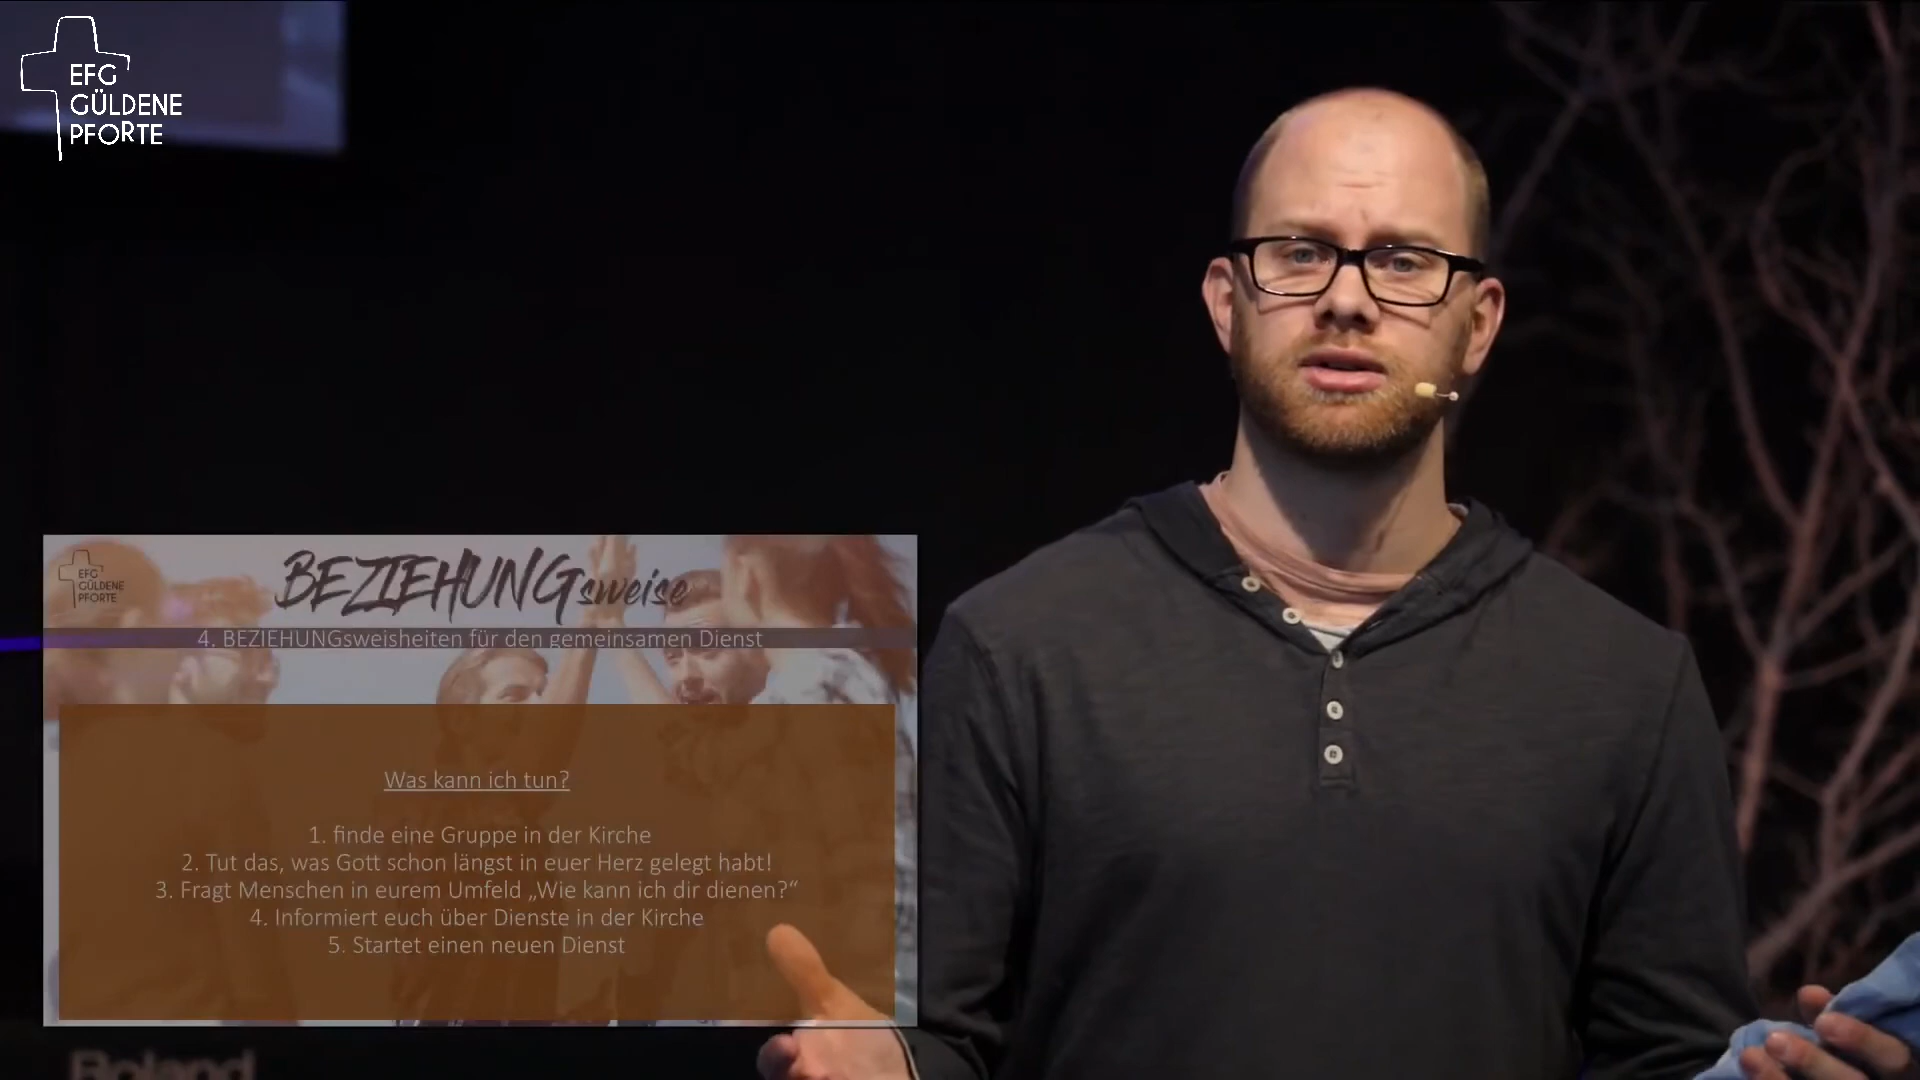 EFG
GÜLDENE
PFORTE
EFG
GÜLDENE
PFORTE
BEZIEHUNGsweise
4. BEZIEHUNGsweisheiten für den gemeinsamen Dienst
Was kann ich tun?
1. finde eine Gruppe in der Kirche
2. Tut das, was Gott schon längst in euer Herz gelegt habt!
3. Fragt Menschen in eurem Umfeld „Wie kann ich dir dienen?“
4. Informiert euch über Dienste in der Kirche
5. Startet einen neuen Dienst
Roland